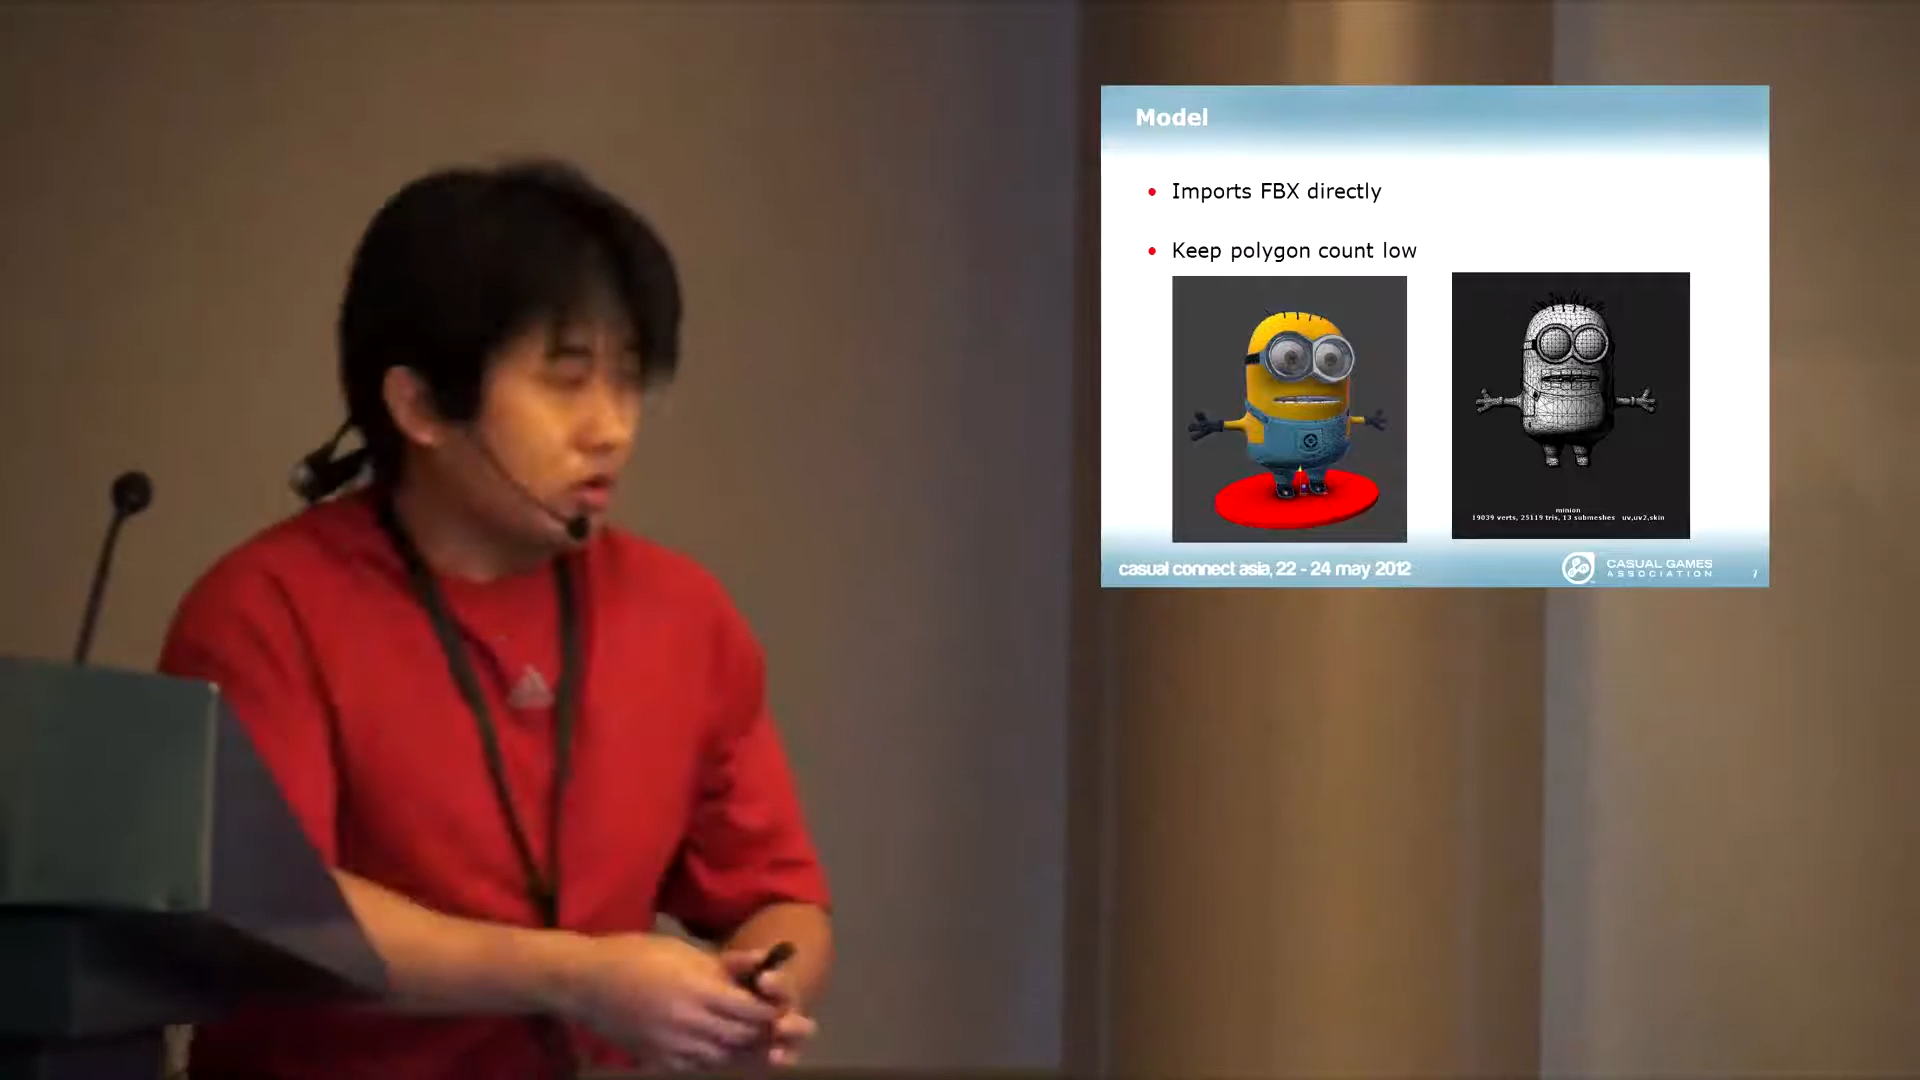 Model
Imports FBX directly
Keep polygon count low
minion
19039 verts, 25119 tris, 13 submeshes uv,uv2,skin
casual connect asia, 22 - 24 may 2012
CASUAL GAMES
ASSOCIATION
7